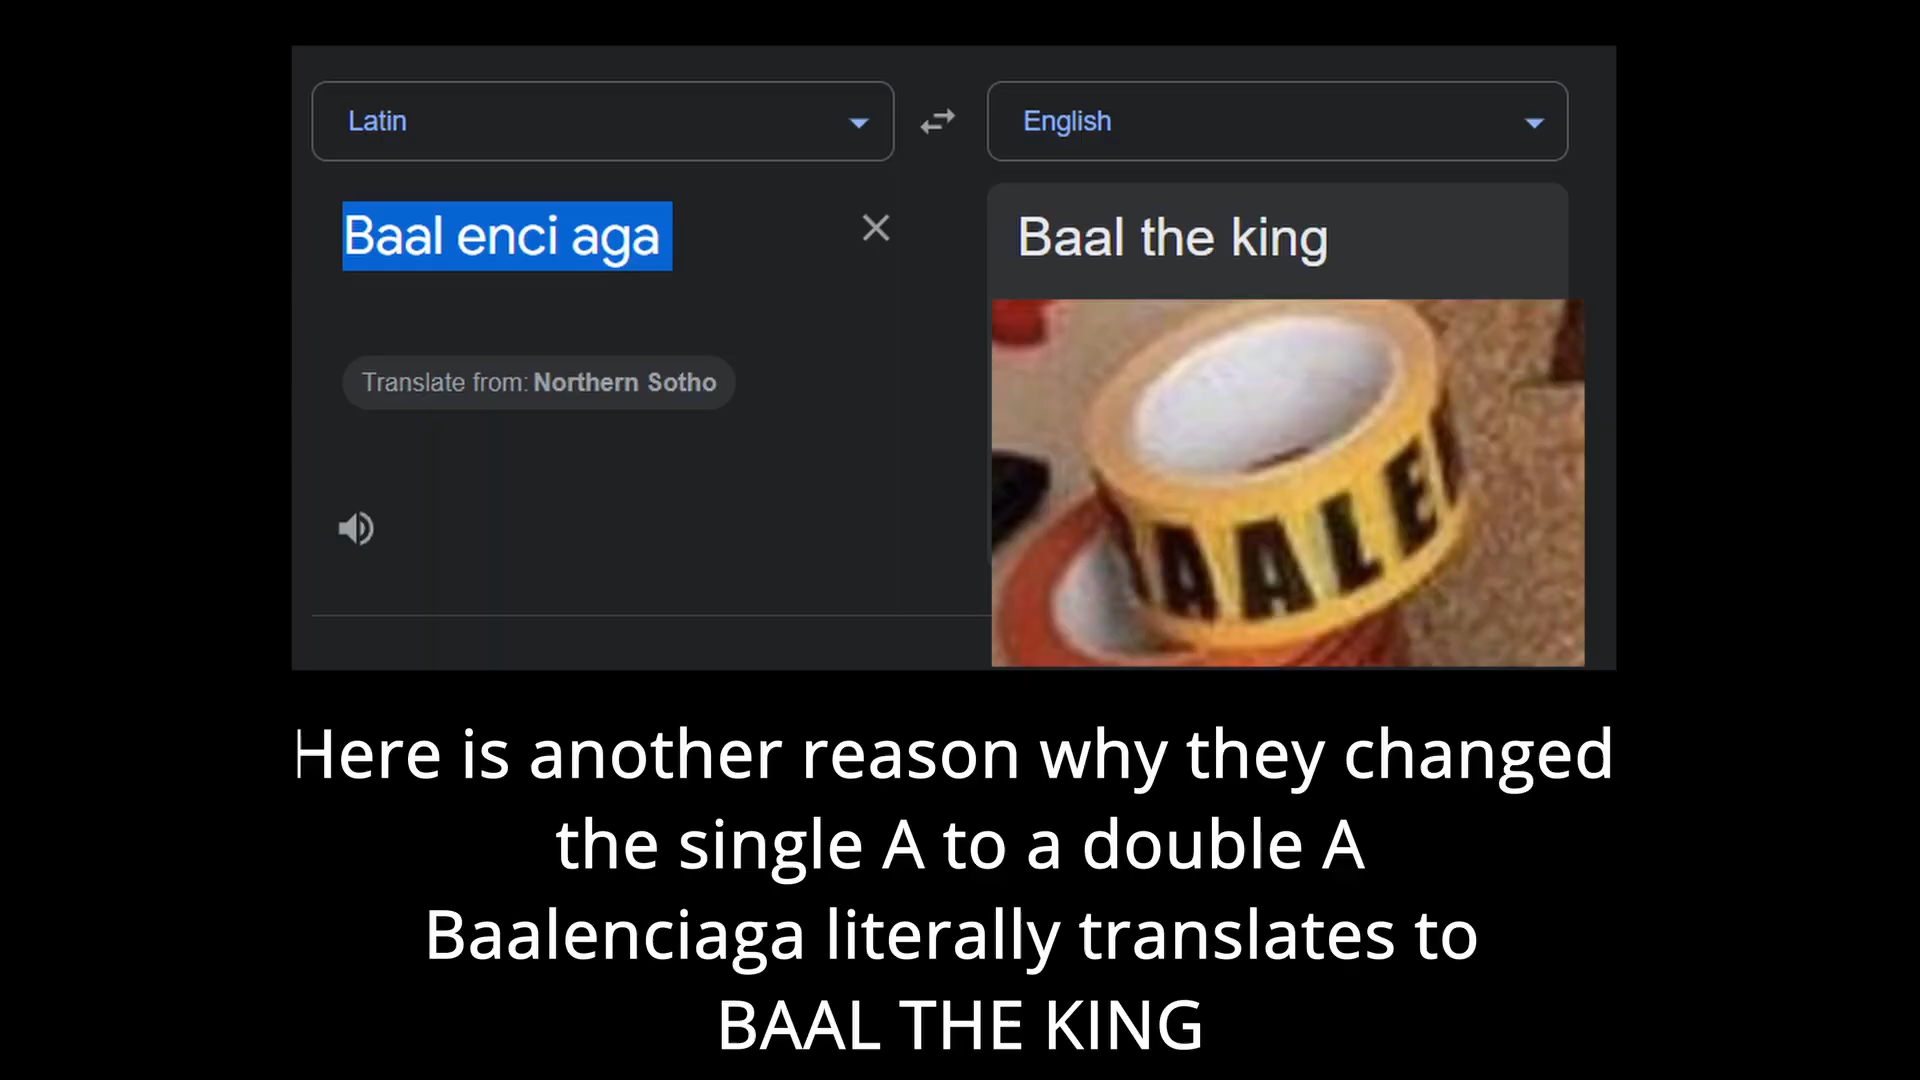 Latin
English
Baal enci aga
Baal the king
Translate from: Northern Sotho
AALE
Here is another reason why they changed
the single A to a double A
Baalenciaga literally translates to
BAAL THE KING